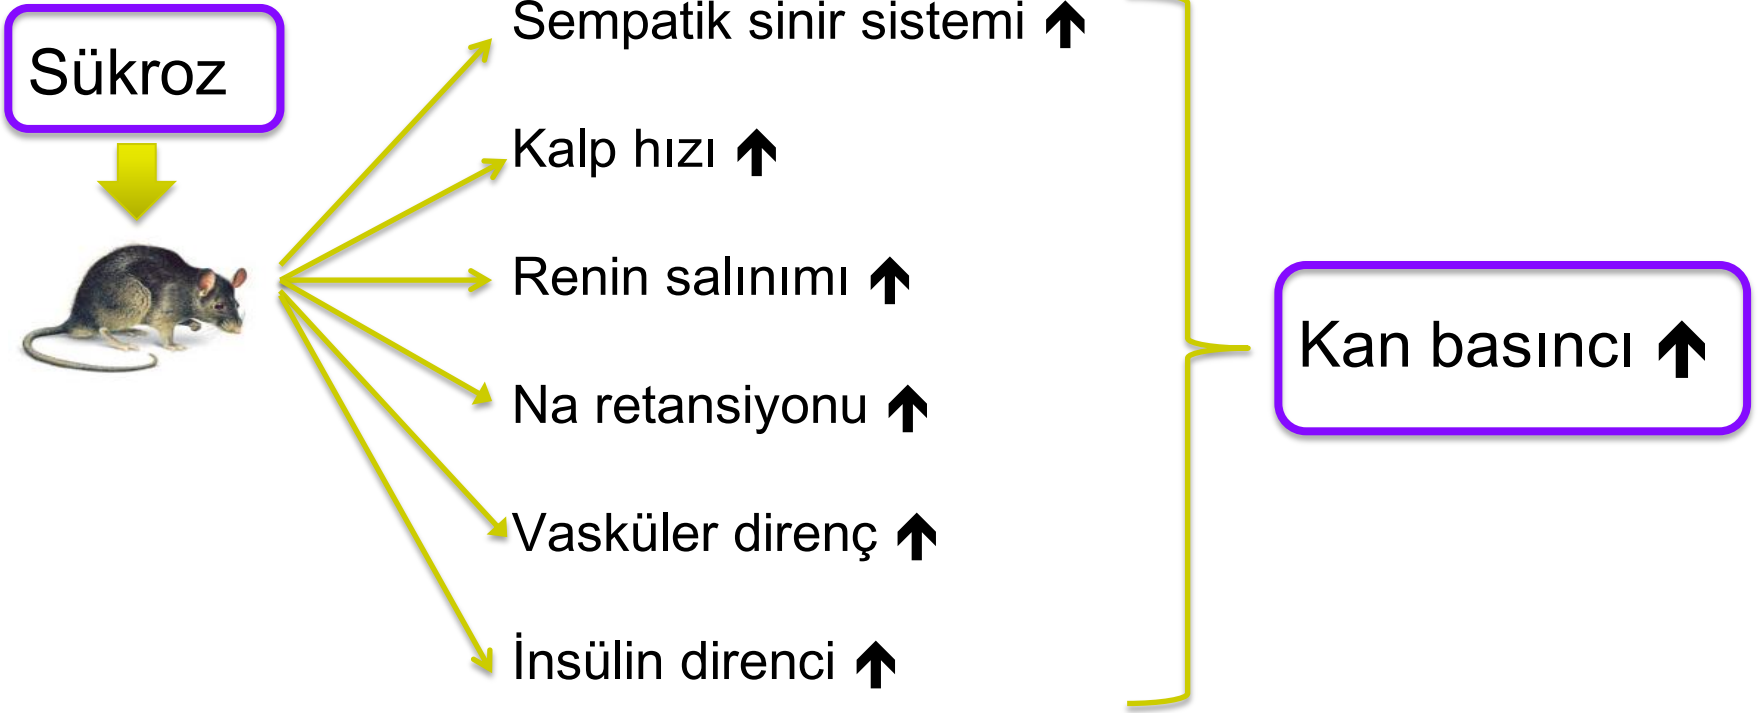 Sükroz
Sempatik sinir sistemi ↑
Kalp hızı ↑
Renin salınımı ↑
Na retansiyonu ↑
Vasküler direnç ↑
İnsülin direnci ↑
Kan basıncı ↑